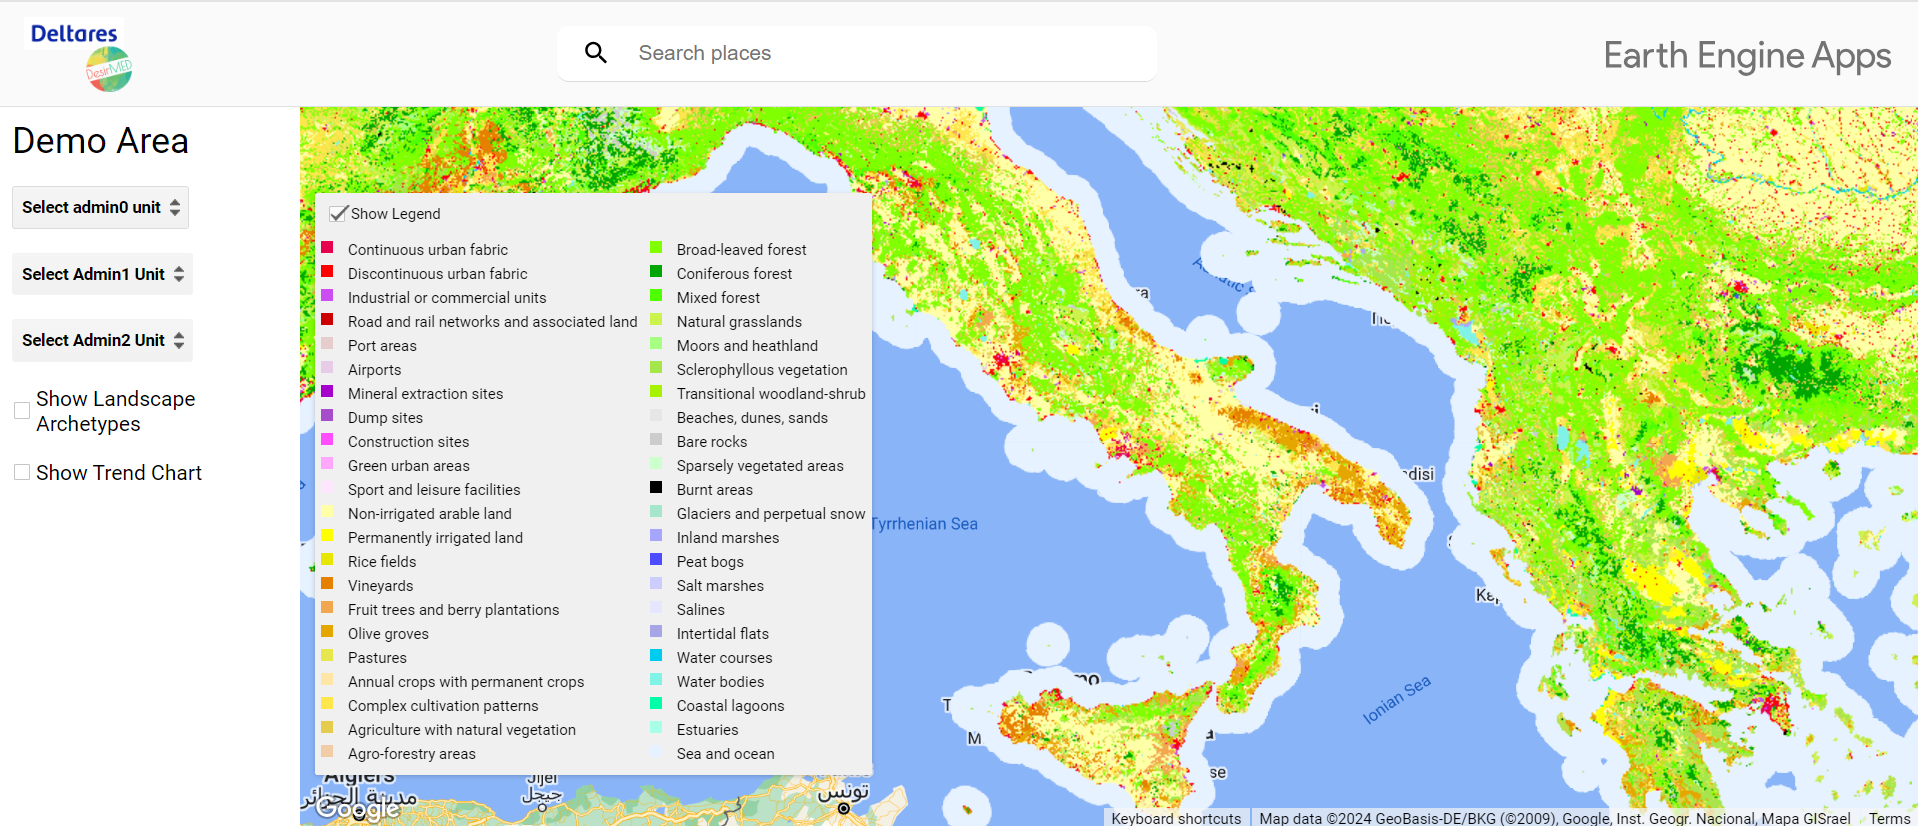 Deltares
DesirMED
Search places
Earth Engine Apps
Demo Area
Select admin0 unit
Select Admin1 Unit
Select Admin2 Unit
Show Landscape
Archetypes
Show Trend Chart
Show Legend
Continuous urban fabric
Discontinuous urban fabric
Industrial or commercial units
Road and rail networks and associated land
Port areas
Airports
Mineral extraction sites
Dump sites
Construction sites
Green urban areas
Sport and leisure facilities
Non-irrigated arable land
Permanently irrigated land
Rice fields
Vineyards
Fruit trees and berry plantations
Olive groves
Pastures
Annual crops with permanent crops
Complex cultivation patterns
Agriculture with natural vegetation
Agro-forestry areas
Broad-leaved forest
Coniferous forest
Mixed forest
Natural grasslands
Moors and heathland
Sclerophyllous vegetation
Transitional woodland-shrub
Beaches, dunes, sands
Bare rocks
Sparsely vegetated areas
Burnt areas
Glaciers and perpetual snow
Inland marshes
Peat bogs
Salt marshes
Salines
Intertidal flats
Water courses
Water bodies
Coastal lagoons
Estuaries
Sea and ocean
Tyrrhenian Sea
Ionian Sea
Algiers
مدينة الجزائر
Jijel
جيجل
تونس
Google
Keyboard shortcuts
Map data ©2024 GeoBasis-DE/BKG (©2009), Google, Inst. Geogr. Nacional, Mapa GISrael
Terms